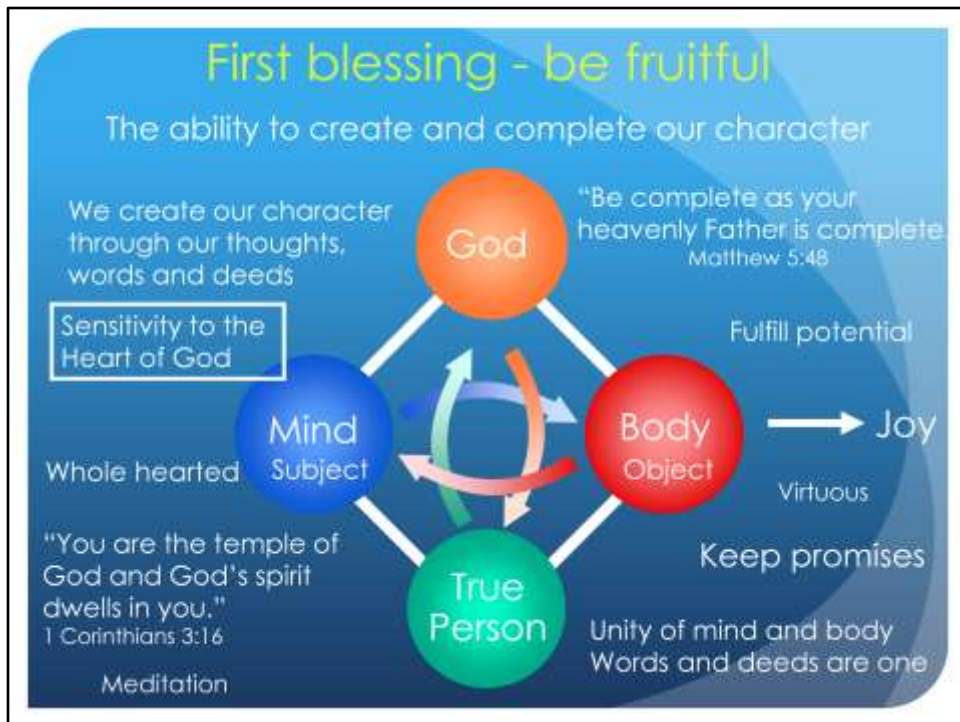 First blessing - be fruitful
The ability to create and complete our character
We create our character
through our thoughts,
words and deeds
God
“Be complete as your
heavenly Father is complete.
Matthew 5:48
Sensitivity to the
Heart of God
Fulfill potential
Mind
Subject
Body
Object
Joy
Whole hearted
Virtuous
“You are the temple of
God and God’s spirit
dwells in you.”
1 Corinthians 3:16
True
Person
Keep promises
Unity of mind and body
Words and deeds are one
Meditation